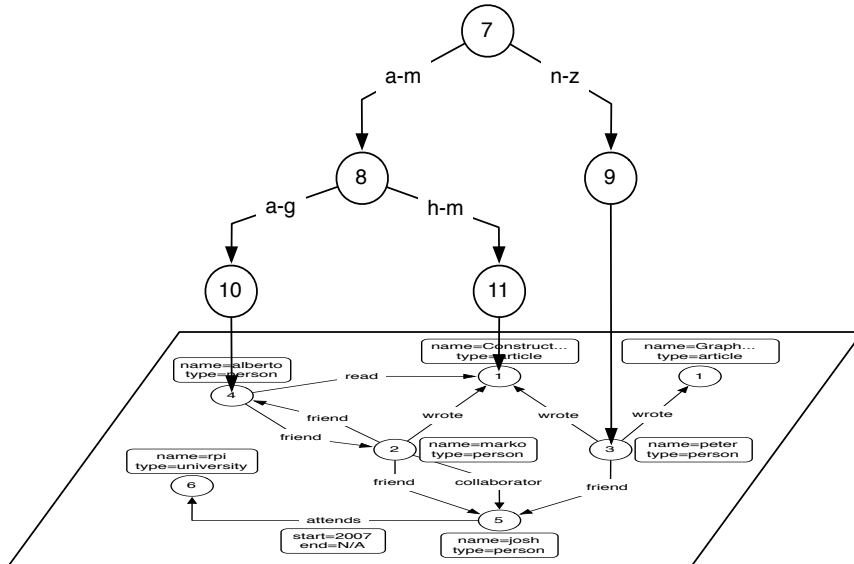 7
a-m
n-z
8
9
a-g
h-m
10
11
name=Construct...
type=article
name=Graph...
type=article
name=alberto
type=person
read
4
1
1
friend
wrote
wrote
wrote
friend
2
name=marko
type=person
3
name=peter
type=person
name=rpi
type=university
6
friend
collaborator
friend
attends
5
start=2007
end=N/A
name=josh
type=person